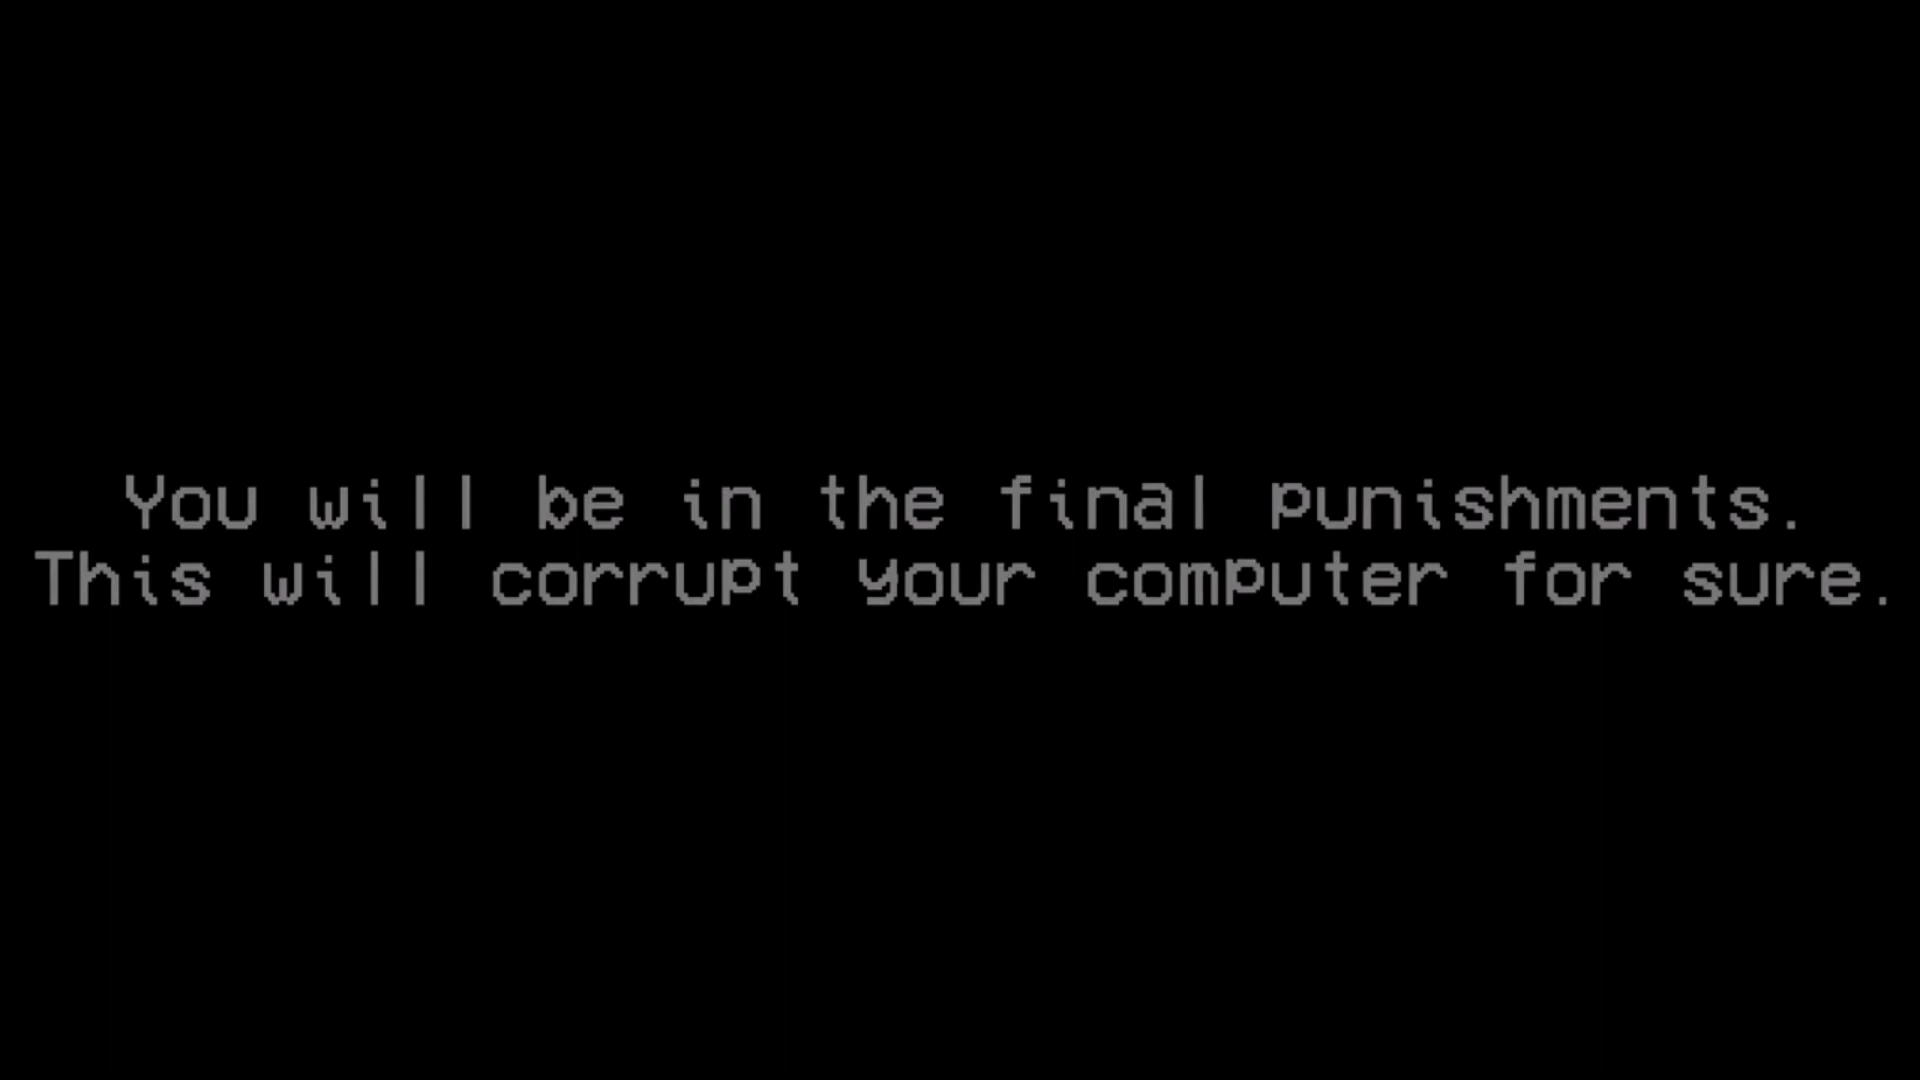 You will be in the final punishments.
This will corrupt your computer for sure.